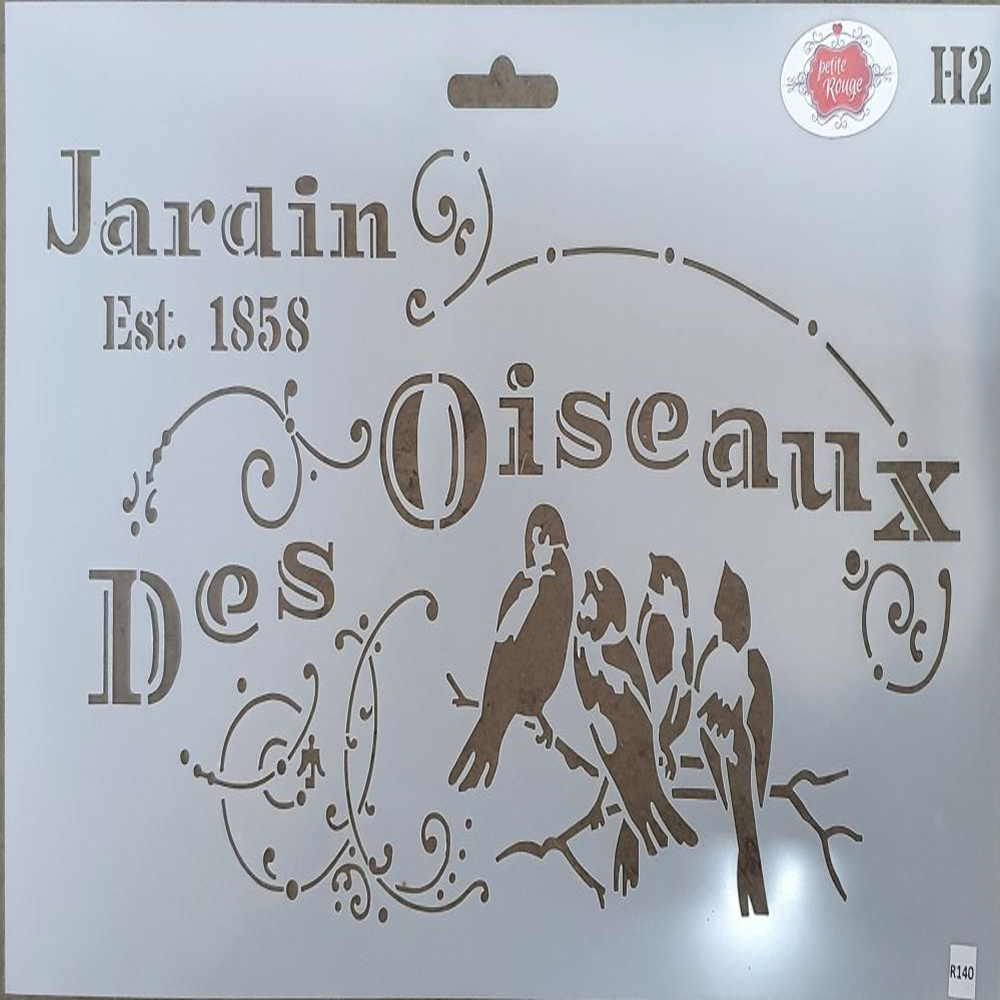 petite
Rouge
H2
Jardin
Est. 1858
Oiseaux
Des
R140